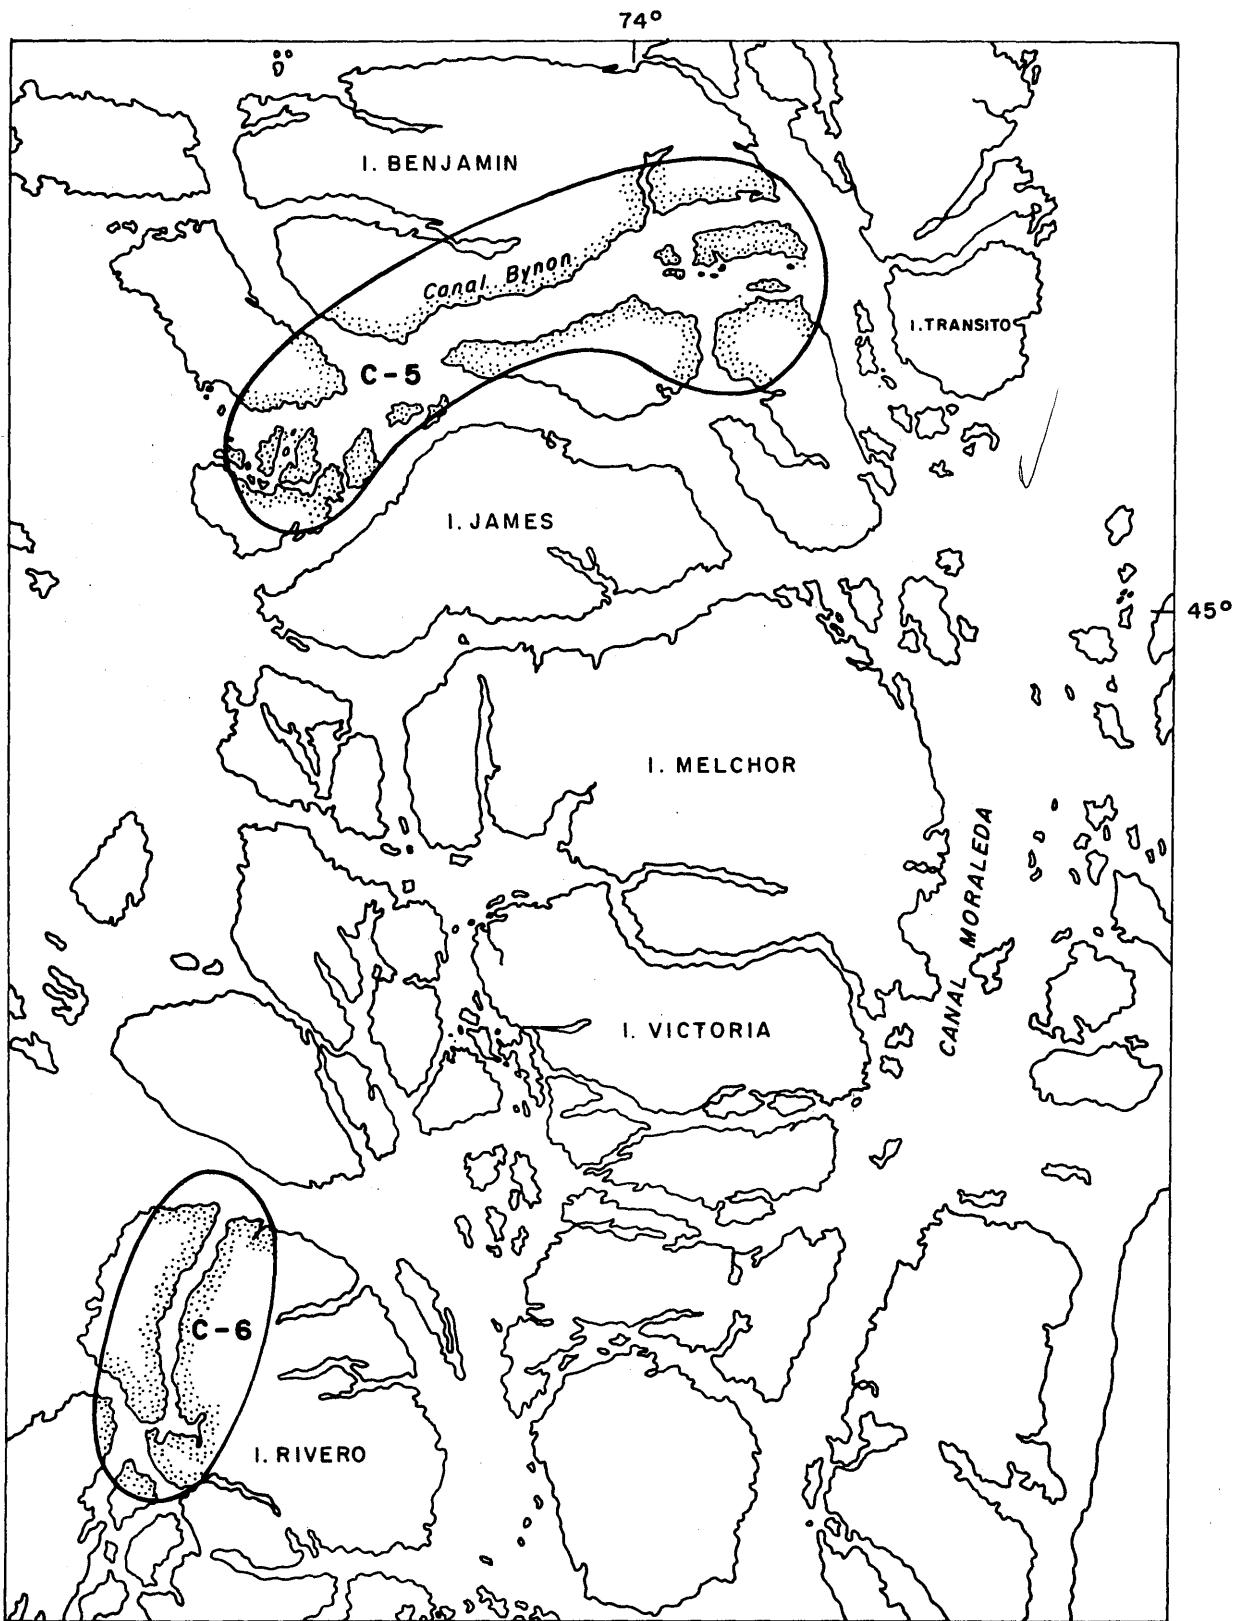 74°
I. BENJAMIN
Canal Bynon
I. TRANSITO
C-5
I. JAMES
45°
I. MELCHOR
CANAL MORALEDA
I. VICTORIA
C-6
I. RIVERO